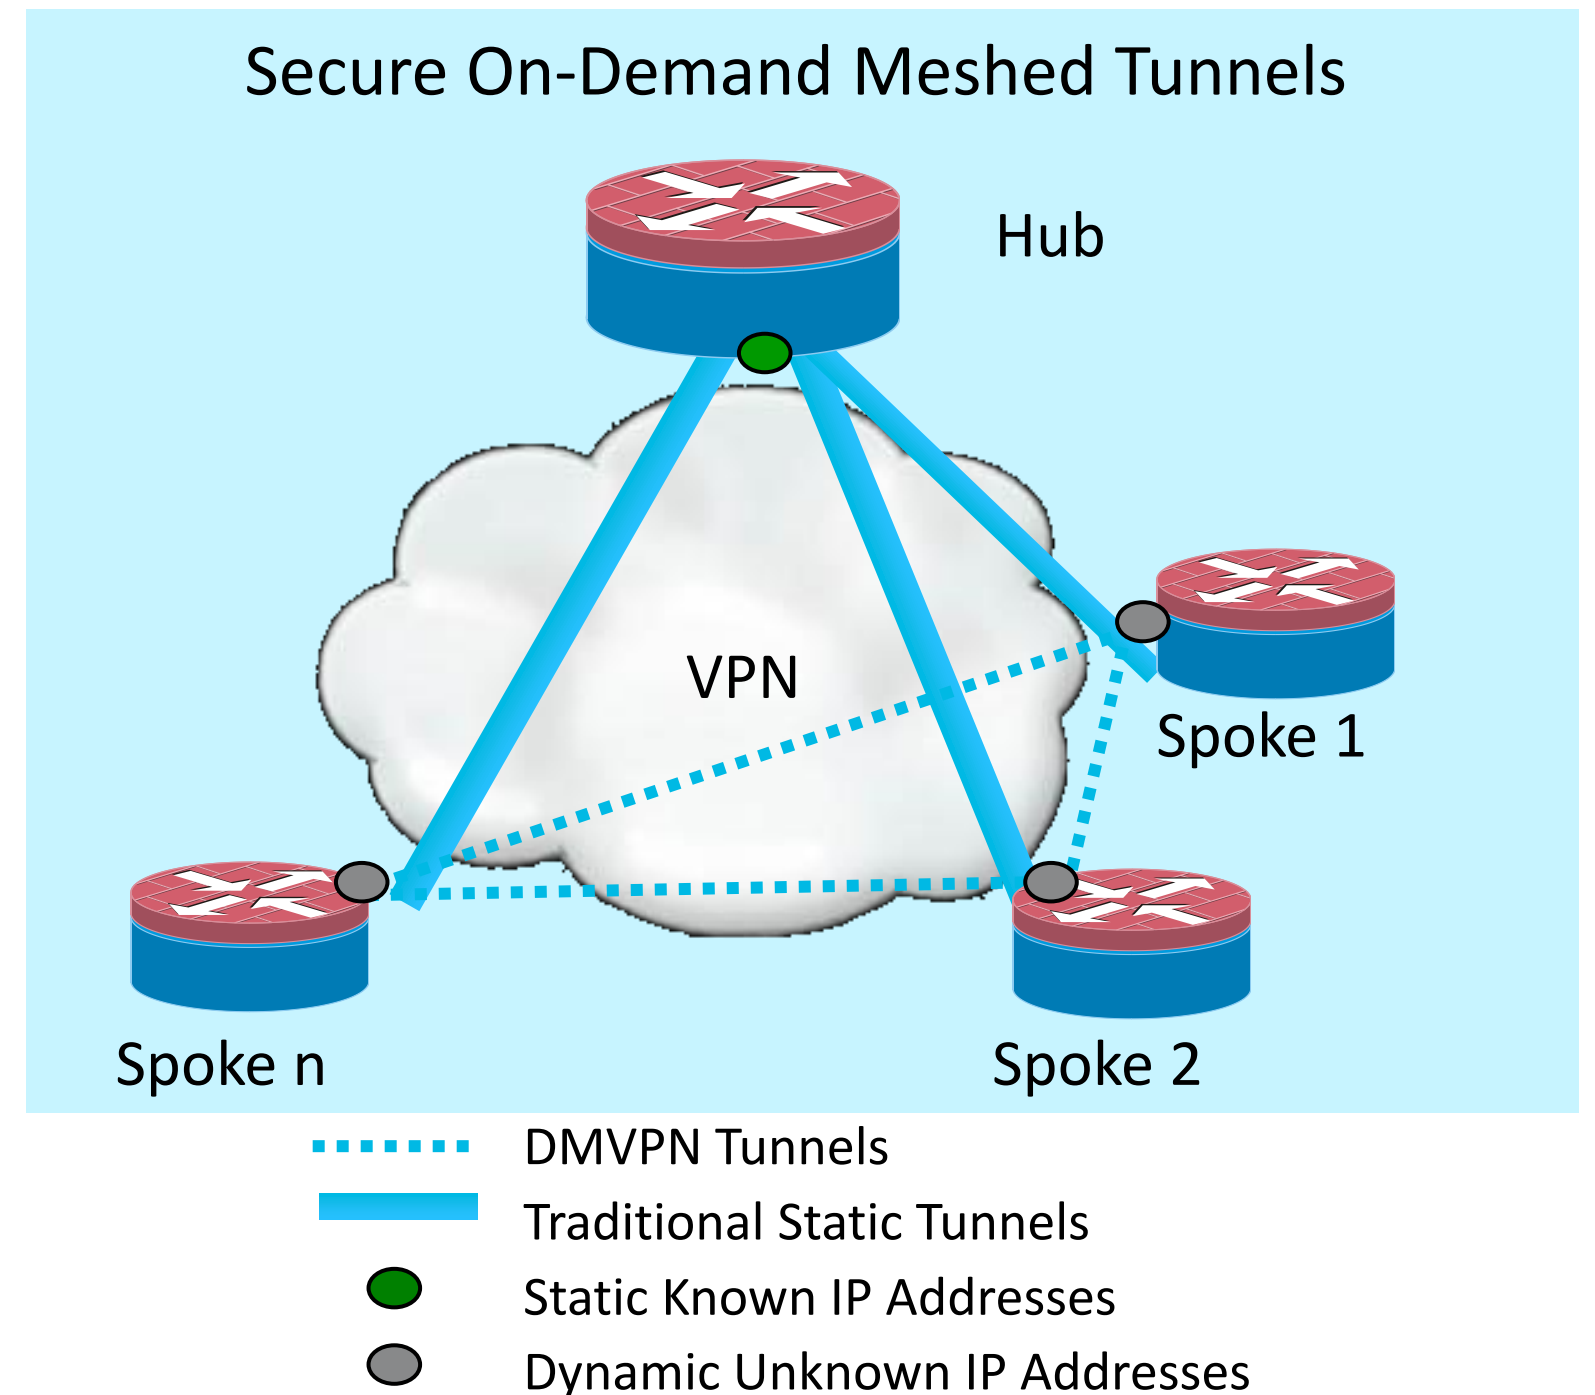 Secure On-Demand Meshed Tunnels
Hub
VPN
Spoke 1
Spoke n
Spoke 2
DMVPN Tunnels
Traditional Static Tunnels
Static Known IP Addresses
Dynamic Unknown IP Addresses